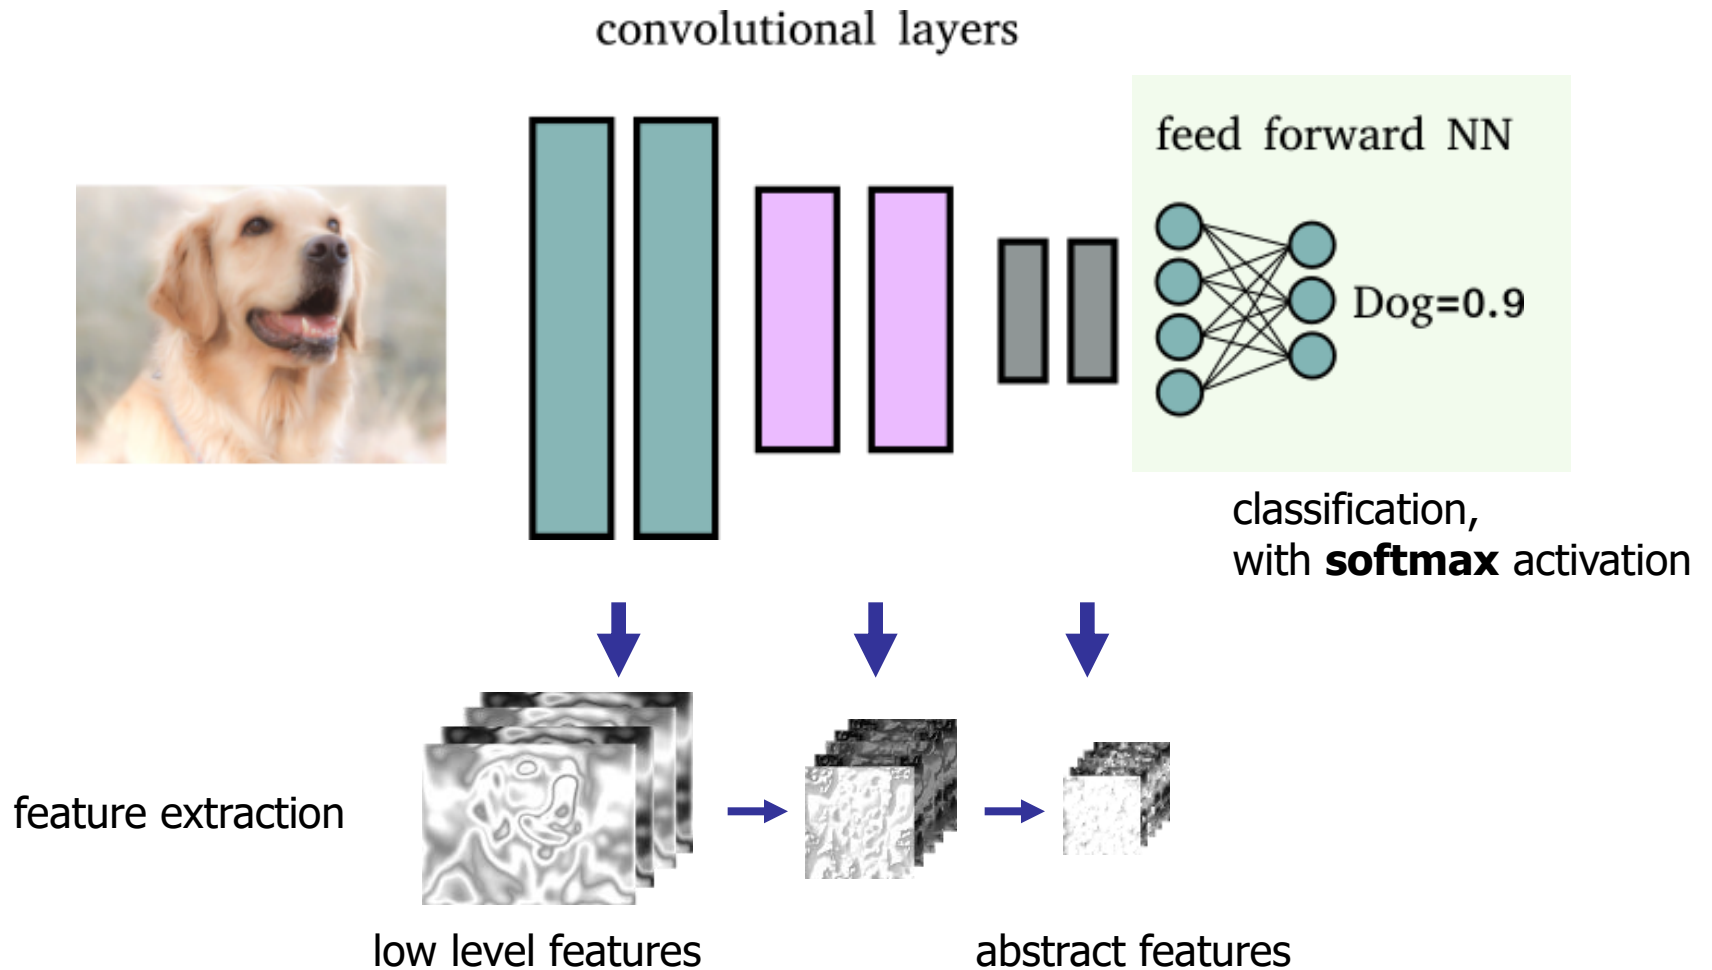 convolutional layers
feed forward NN
Dog=0.9
classification,
with softmax activation
feature extraction
low level features
abstract features